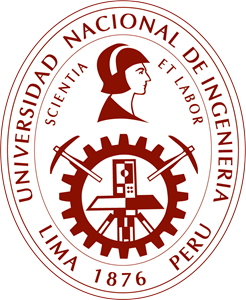 UNIVERSIDAD NACIONAL DE INGENIERIA
SCIENTIA ET LABOR
LIMA 1876 PERU